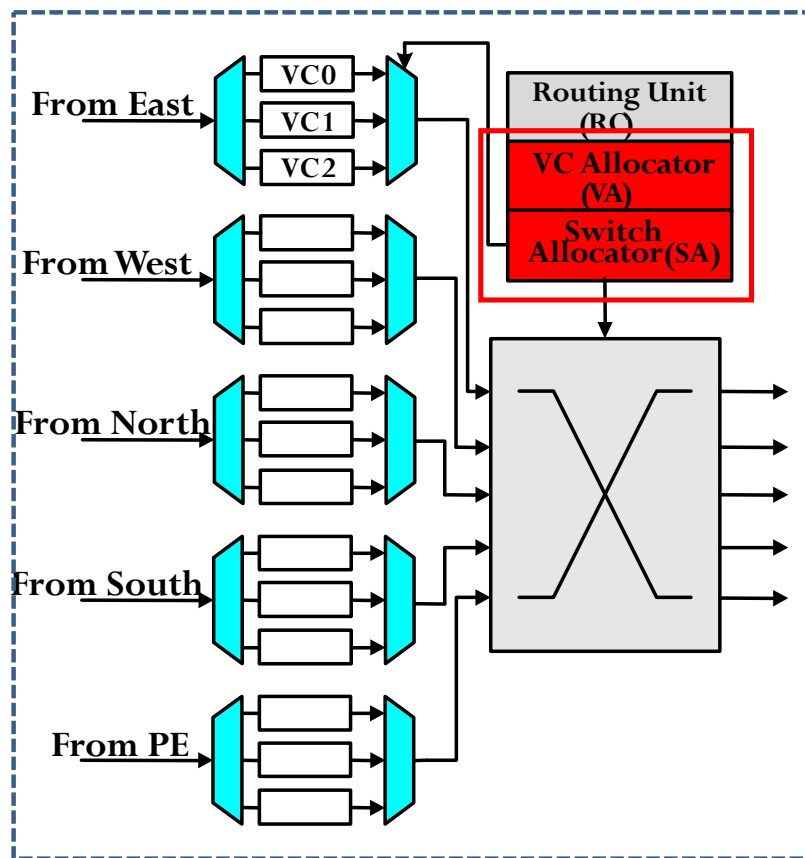 From East
VC0
VC1
VC2
Routing Unit
(RC)
VC Allocator
(VA)
Switch
Allocator(SA)
From West
From North
From South
From PE